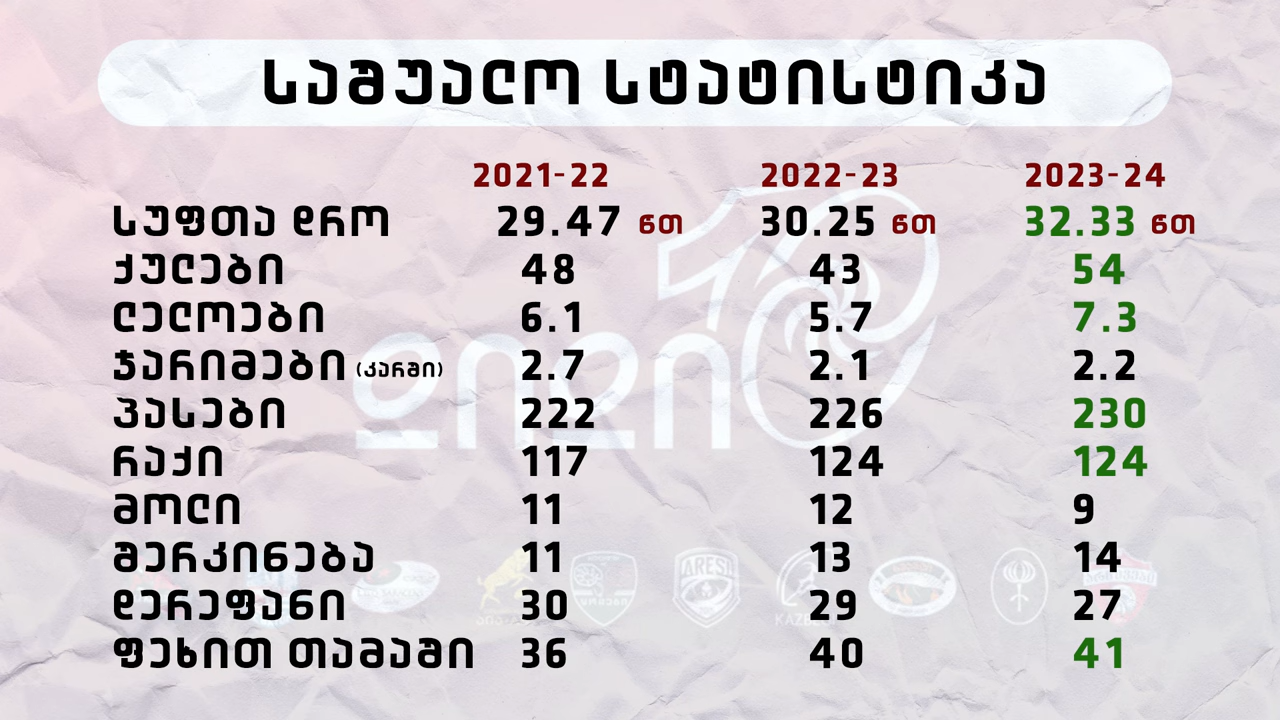 საშუალო სტატისტიკა
2021-22 2022-23 2023-24
სუფთა დრო 29.47 წთ 30.25 წთ 32.33 წთ
ქულები 48 43 54
ლელოები 6.1 5.7 7.3
ჯარიმები (კარში) 2.7 2.1 2.2
პასები 222 226 230
რაქი 117 124 124
მოლი 11 12 9
შერკინება 11 13 14
დერეფანი 30 29 27
ფეხით თამაში 36 40 41
დიდი 10